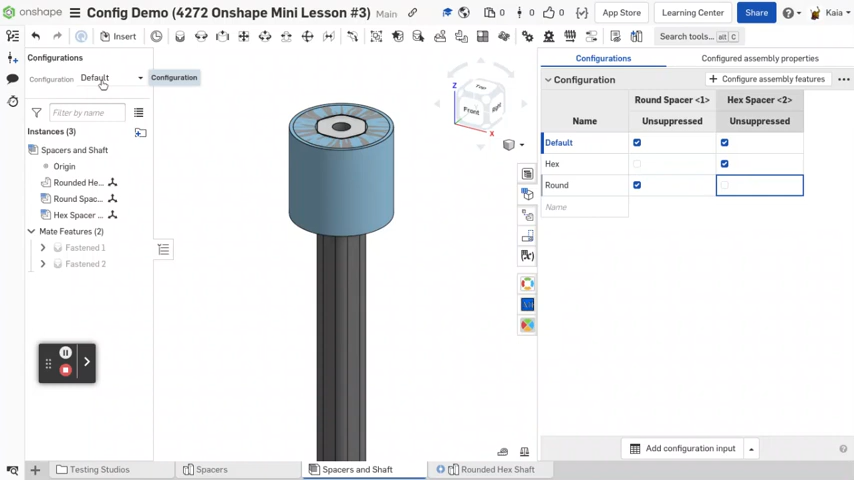 onshape Config Demo (4272 Onshape Mini Lesson #3) Main 0 0 0 App Store Learning Center Share Kaia
Insert Search tools... alt C
Configurations
Configuration Default Configuration
Filter by name
Instances (3)
Spacers and Shaft
Origin
Rounded He...
Round Spac...
Hex Spacer ...
Mate Features (2)
Fastened 1
Fastened 2
Z
Front
Right
X
Configurations Configured assembly properties
Configuration Configure assembly features
Name Round Spacer <1> Hex Spacer <2>
Unsuppressed Unsuppressed
Default
Hex
Round
Name
Add configuration input
Testing Studios Spacers Spacers and Shaft Rounded Hex Shaft